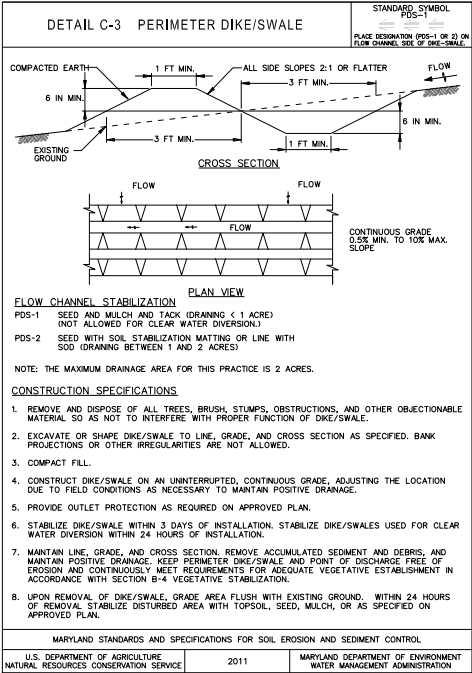 DETAIL C-3 PERIMETER DIKE/SWALE
STANDARD SYMBOL
PDS-1
PLACE DESIGNATION (PDS-1 OR 2) ON
FLOW CHANNEL SIDE OF DIKE-SWALE.
COMPACTED EARTH
1 FT MIN.
ALL SIDE SLOPES 2:1 OR FLATTER
3 FT MIN.
FLOW
6 IN MIN.
6 IN MIN.
3 FT MIN.
1 FT MIN.
EXISTING
GROUND
CROSS SECTION
FLOW
FLOW
FLOW
CONTINUOUS GRADE
0.5% MIN. TO 10% MAX.
SLOPE
PLAN VIEW
FLOW CHANNEL STABILIZATION
PDS-1 SEED AND MULCH AND TACK (DRAINING < 1 ACRE)
(NOT ALLOWED FOR CLEAR WATER DIVERSION.)
PDS-2 SEED WITH SOIL STABILIZATION MATTING OR LINE WITH
SOD (DRAINING BETWEEN 1 AND 2 ACRES)
NOTE: THE MAXIMUM DRAINAGE AREA FOR THIS PRACTICE IS 2 ACRES.
CONSTRUCTION SPECIFICATIONS
1. REMOVE AND DISPOSE OF ALL TREES, BRUSH, STUMPS, OBSTRUCTIONS, AND OTHER OBJECTIONABLE
MATERIAL SO AS NOT TO INTERFERE WITH PROPER FUNCTION OF DIKE/SWALE.
2. EXCAVATE OR SHAPE DIKE/SWALE TO LINE, GRADE, AND CROSS SECTION AS SPECIFIED. BANK
PROJECTIONS OR OTHER IRREGULARITIES ARE NOT ALLOWED.
3. COMPACT FILL.
4. CONSTRUCT DIKE/SWALE ON AN UNINTERRUPTED, CONTINUOUS GRADE, ADJUSTING THE LOCATION
DUE TO FIELD CONDITIONS AS NECESSARY TO MAINTAIN POSITIVE DRAINAGE.
5. PROVIDE OUTLET PROTECTION AS REQUIRED ON APPROVED PLAN.
6. STABILIZE DIKE/SWALE WITHIN 3 DAYS OF INSTALLATION. STABILIZE DIKE/SWALES USED FOR CLEAR
WATER DIVERSION WITHIN 24 HOURS OF INSTALLATION.
7. MAINTAIN LINE, GRADE, AND CROSS SECTION. REMOVE ACCUMULATED SEDIMENT AND DEBRIS, AND
MAINTAIN POSITIVE DRAINAGE. KEEP PERIMETER DIKE/SWALE AND POINT OF DISCHARGE FREE OF
EROSION AND CONTINUOUSLY MEET REQUIREMENTS FOR ADEQUATE VEGETATIVE ESTABLISHMENT IN
ACCORDANCE WITH SECTION B-4 VEGETATIVE STABILIZATION.
8. UPON REMOVAL OF DIKE/SWALE, GRADE AREA FLUSH WITH EXISTING GROUND. WITHIN 24 HOURS
OF REMOVAL STABILIZE DISTURBED AREA WITH TOPSOIL, SEED, MULCH, OR AS SPECIFIED ON
APPROVED PLAN.
MARYLAND STANDARDS AND SPECIFICATIONS FOR SOIL EROSION AND SEDIMENT CONTROL
U.S. DEPARTMENT OF AGRICULTURE
NATURAL RESOURCES CONSERVATION SERVICE
2011
MARYLAND DEPARTMENT OF ENVIRONMENT
WATER MANAGEMENT ADMINISTRATION